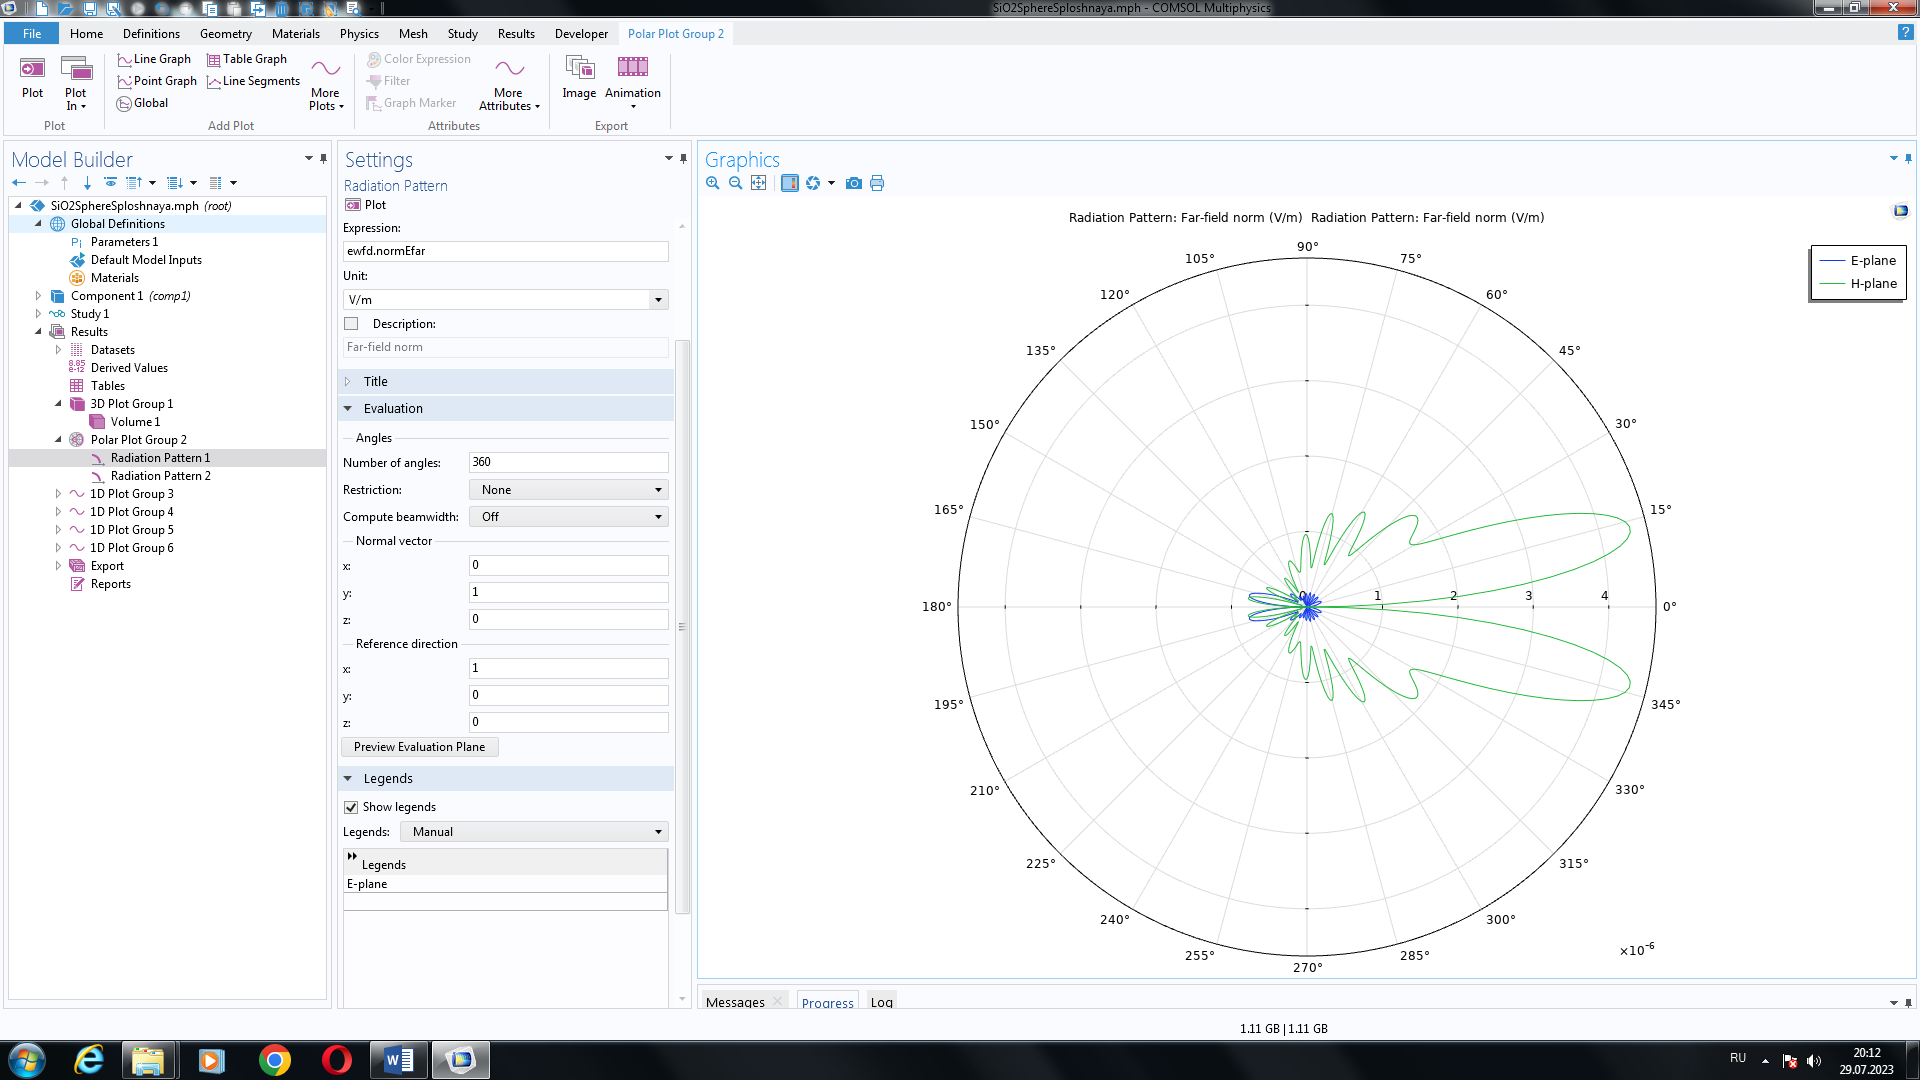 SiO2SphereSploshnaya.mph - COMSOL Multiphysics
File Home Definitions Geometry Materials Physics Mesh Study Results Developer Polar Plot Group 2
Plot
Plot In
Line Graph
Point Graph
Global
Table Graph
Line Segments
More Plots
Color Expression
Filter
Graph Marker
More Attributes
Image
Animation
Plot
Add Plot
Attributes
Export
Model Builder
SiO2SphereSploshnaya.mph (root)
Global Definitions
Parameters 1
Default Model Inputs
Materials
Component 1 (comp1)
Study 1
Results
Datasets
8.85
e-12
Derived Values
Tables
3D Plot Group 1
Volume 1
Polar Plot Group 2
Radiation Pattern 1
Radiation Pattern 2
1D Plot Group 3
1D Plot Group 4
1D Plot Group 5
1D Plot Group 6
Export
Reports
Settings
Radiation Pattern
Plot
Expression:
ewfd.normEfar
Unit:
V/m
Description:
Far-field norm
Title
Evaluation
Angles
Number of angles: 360
Restriction: None
Compute beamwidth: Off
Normal vector
x: 0
y: 1
z: 0
Reference direction
x: 1
y: 0
z: 0
Preview Evaluation Plane
Legends
Show legends
Legends: Manual
Legends
E-plane
Graphics
Radiation Pattern: Far-field norm (V/m) Radiation Pattern: Far-field norm (V/m)
E-plane
H-plane
90°
105° 75°
120° 60°
135° 45°
150° 30°
165° 15°
180° 0 1 2 3 4 0°
195° 345°
210° 330°
225° 315°
240° 300°
255° 285°
270°
×10-6
Messages Progress Log
1.11 GB | 1.11 GB
RU
20:12
29.07.2023